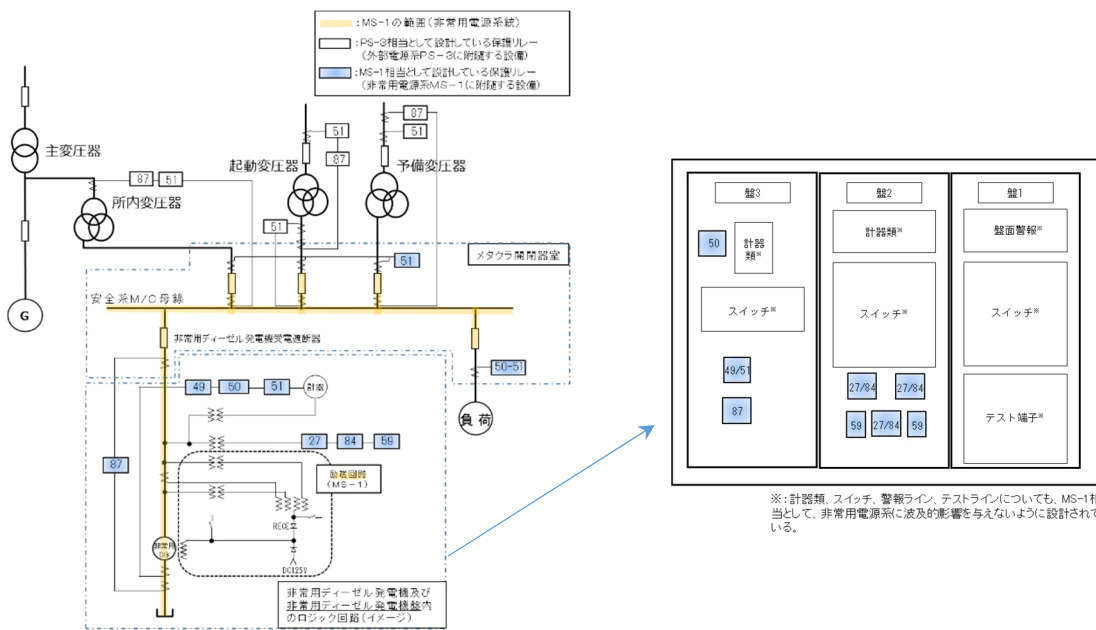 ：MS-1の範囲（非常用電源系統）
：PS-3相当として設計している保護リレー
（外部電源系PS－3に附随する設備）
：MS-1相当として設計している保護リレー
（非常用電源系MS－1に附随する設備）
主変圧器
87
51
所内変圧器
起動変圧器
51
87
51
87
51
予備変圧器
メタクラ開閉器室
51
安全系M/C母線
G
非常用ディーゼル発電機受電遮断器
50-51
負荷
49
50
51
計器
27
84
59
87
励磁回路
（MS－1）
非常用
DG
DC125V
非常用ディーゼル発電機及び
非常用ディーゼル発電機盤内
のロジック回路（イメージ）
盤3
50
計器
類※
スイッチ※
49/51
87
盤2
計器類※
スイッチ※
27/84
27/84
59
27/84
59
盤1
盤面警報※
スイッチ※
テスト端子※
※：計器類、スイッチ、警報ライン、テストラインについても、MS-1相
当として、非常用電源系に波及的影響を与えないように設計されて
いる。